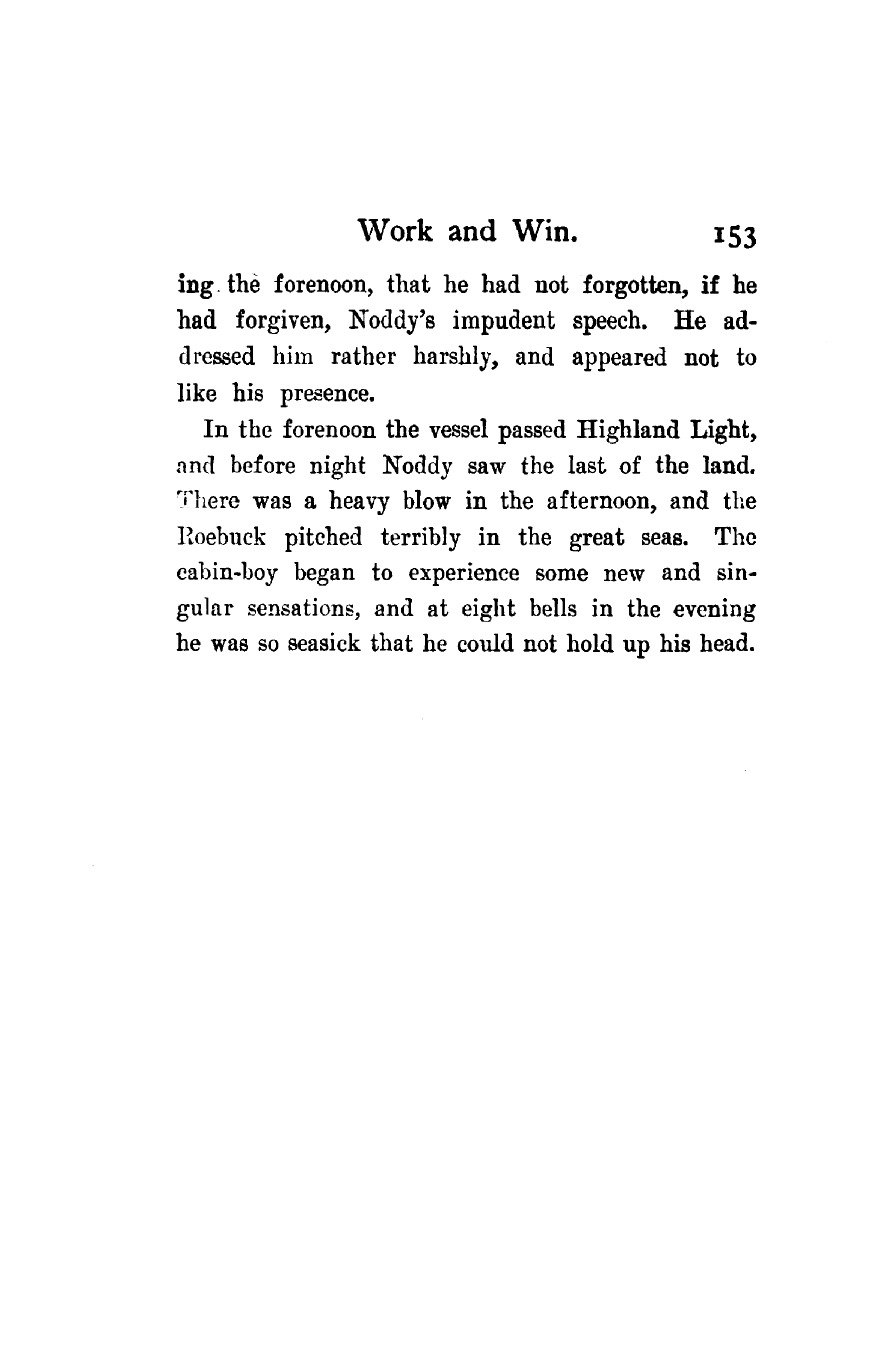 Work and Win. 153
ing the forenoon, that he had not forgotten, if he
had forgiven, Noddy's impudent speech. He ad-
dressed him rather harshly, and appeared not to
like his presence.
In the forenoon the vessel passed Highland Light,
and before night Noddy saw the last of the land.
There was a heavy blow in the afternoon, and the
Roebuck pitched terribly in the great seas. The
cabin-boy began to experience some new and sin-
gular sensations, and at eight bells in the evening
he was so seasick that he could not hold up his head.